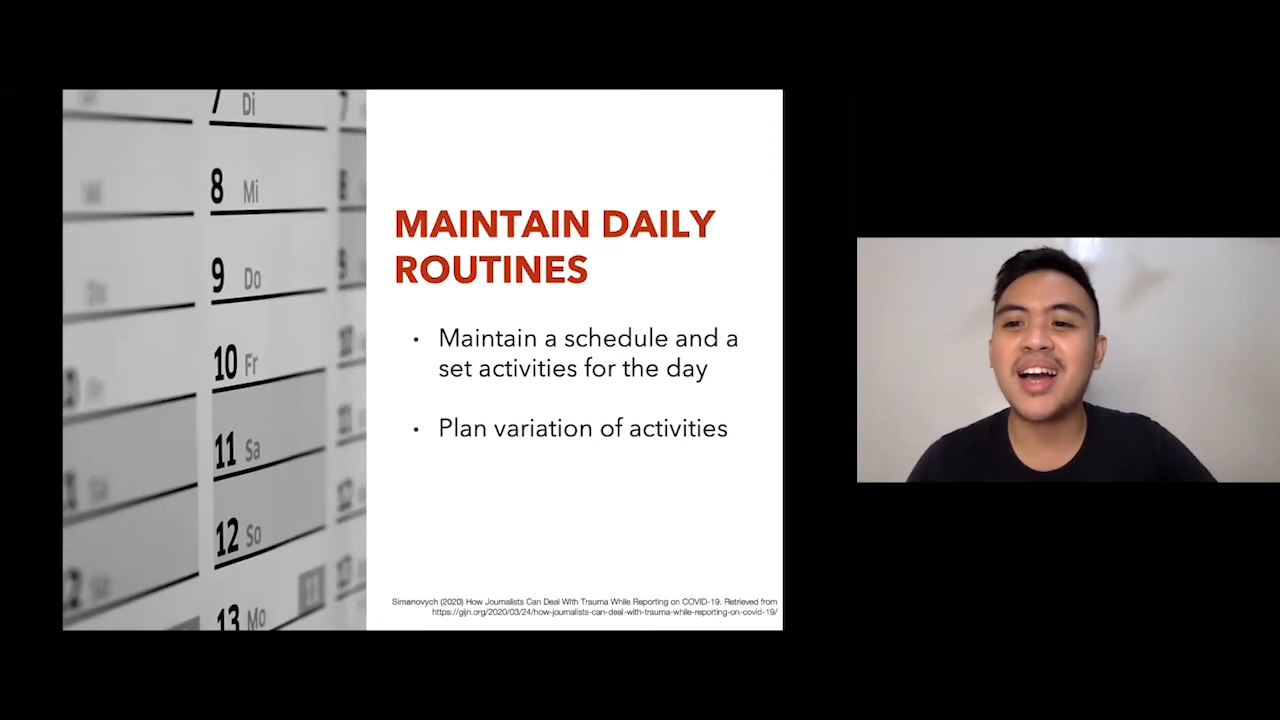 7 Di
8 Mi
9 Do
10 Fr
11 Sa
12 So
13 Mo
11
MAINTAIN DAILY
ROUTINES
• Maintain a schedule and a
set activities for the day
• Plan variation of activities
Simanovych (2020) How Journalists Can Deal With Trauma While Reporting on COVID-19. Retrieved from
https://gijn.org/2020/03/24/how-journalists-can-deal-with-trauma-while-reporting-on-covid-19/